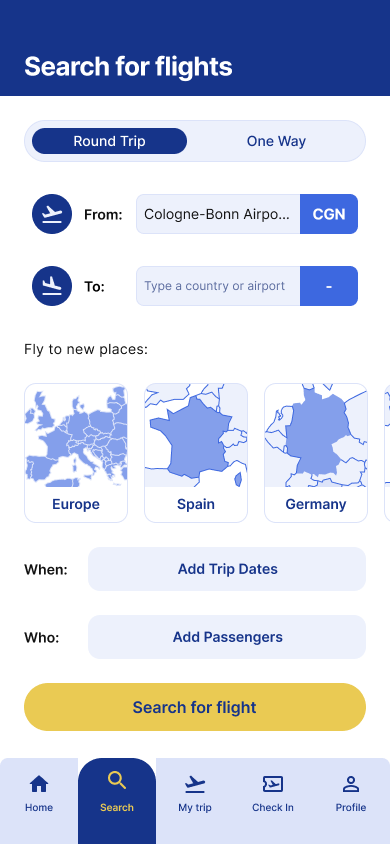 Search for flights
Round Trip
One Way
From:
Cologne-Bonn Airpo...
CGN
To:
Type a country or airport
-
Fly to new places:
Europe
Spain
Germany
When:
Add Trip Dates
Who:
Add Passengers
Search for flight
Home
Search
My trip
Check In
Profile